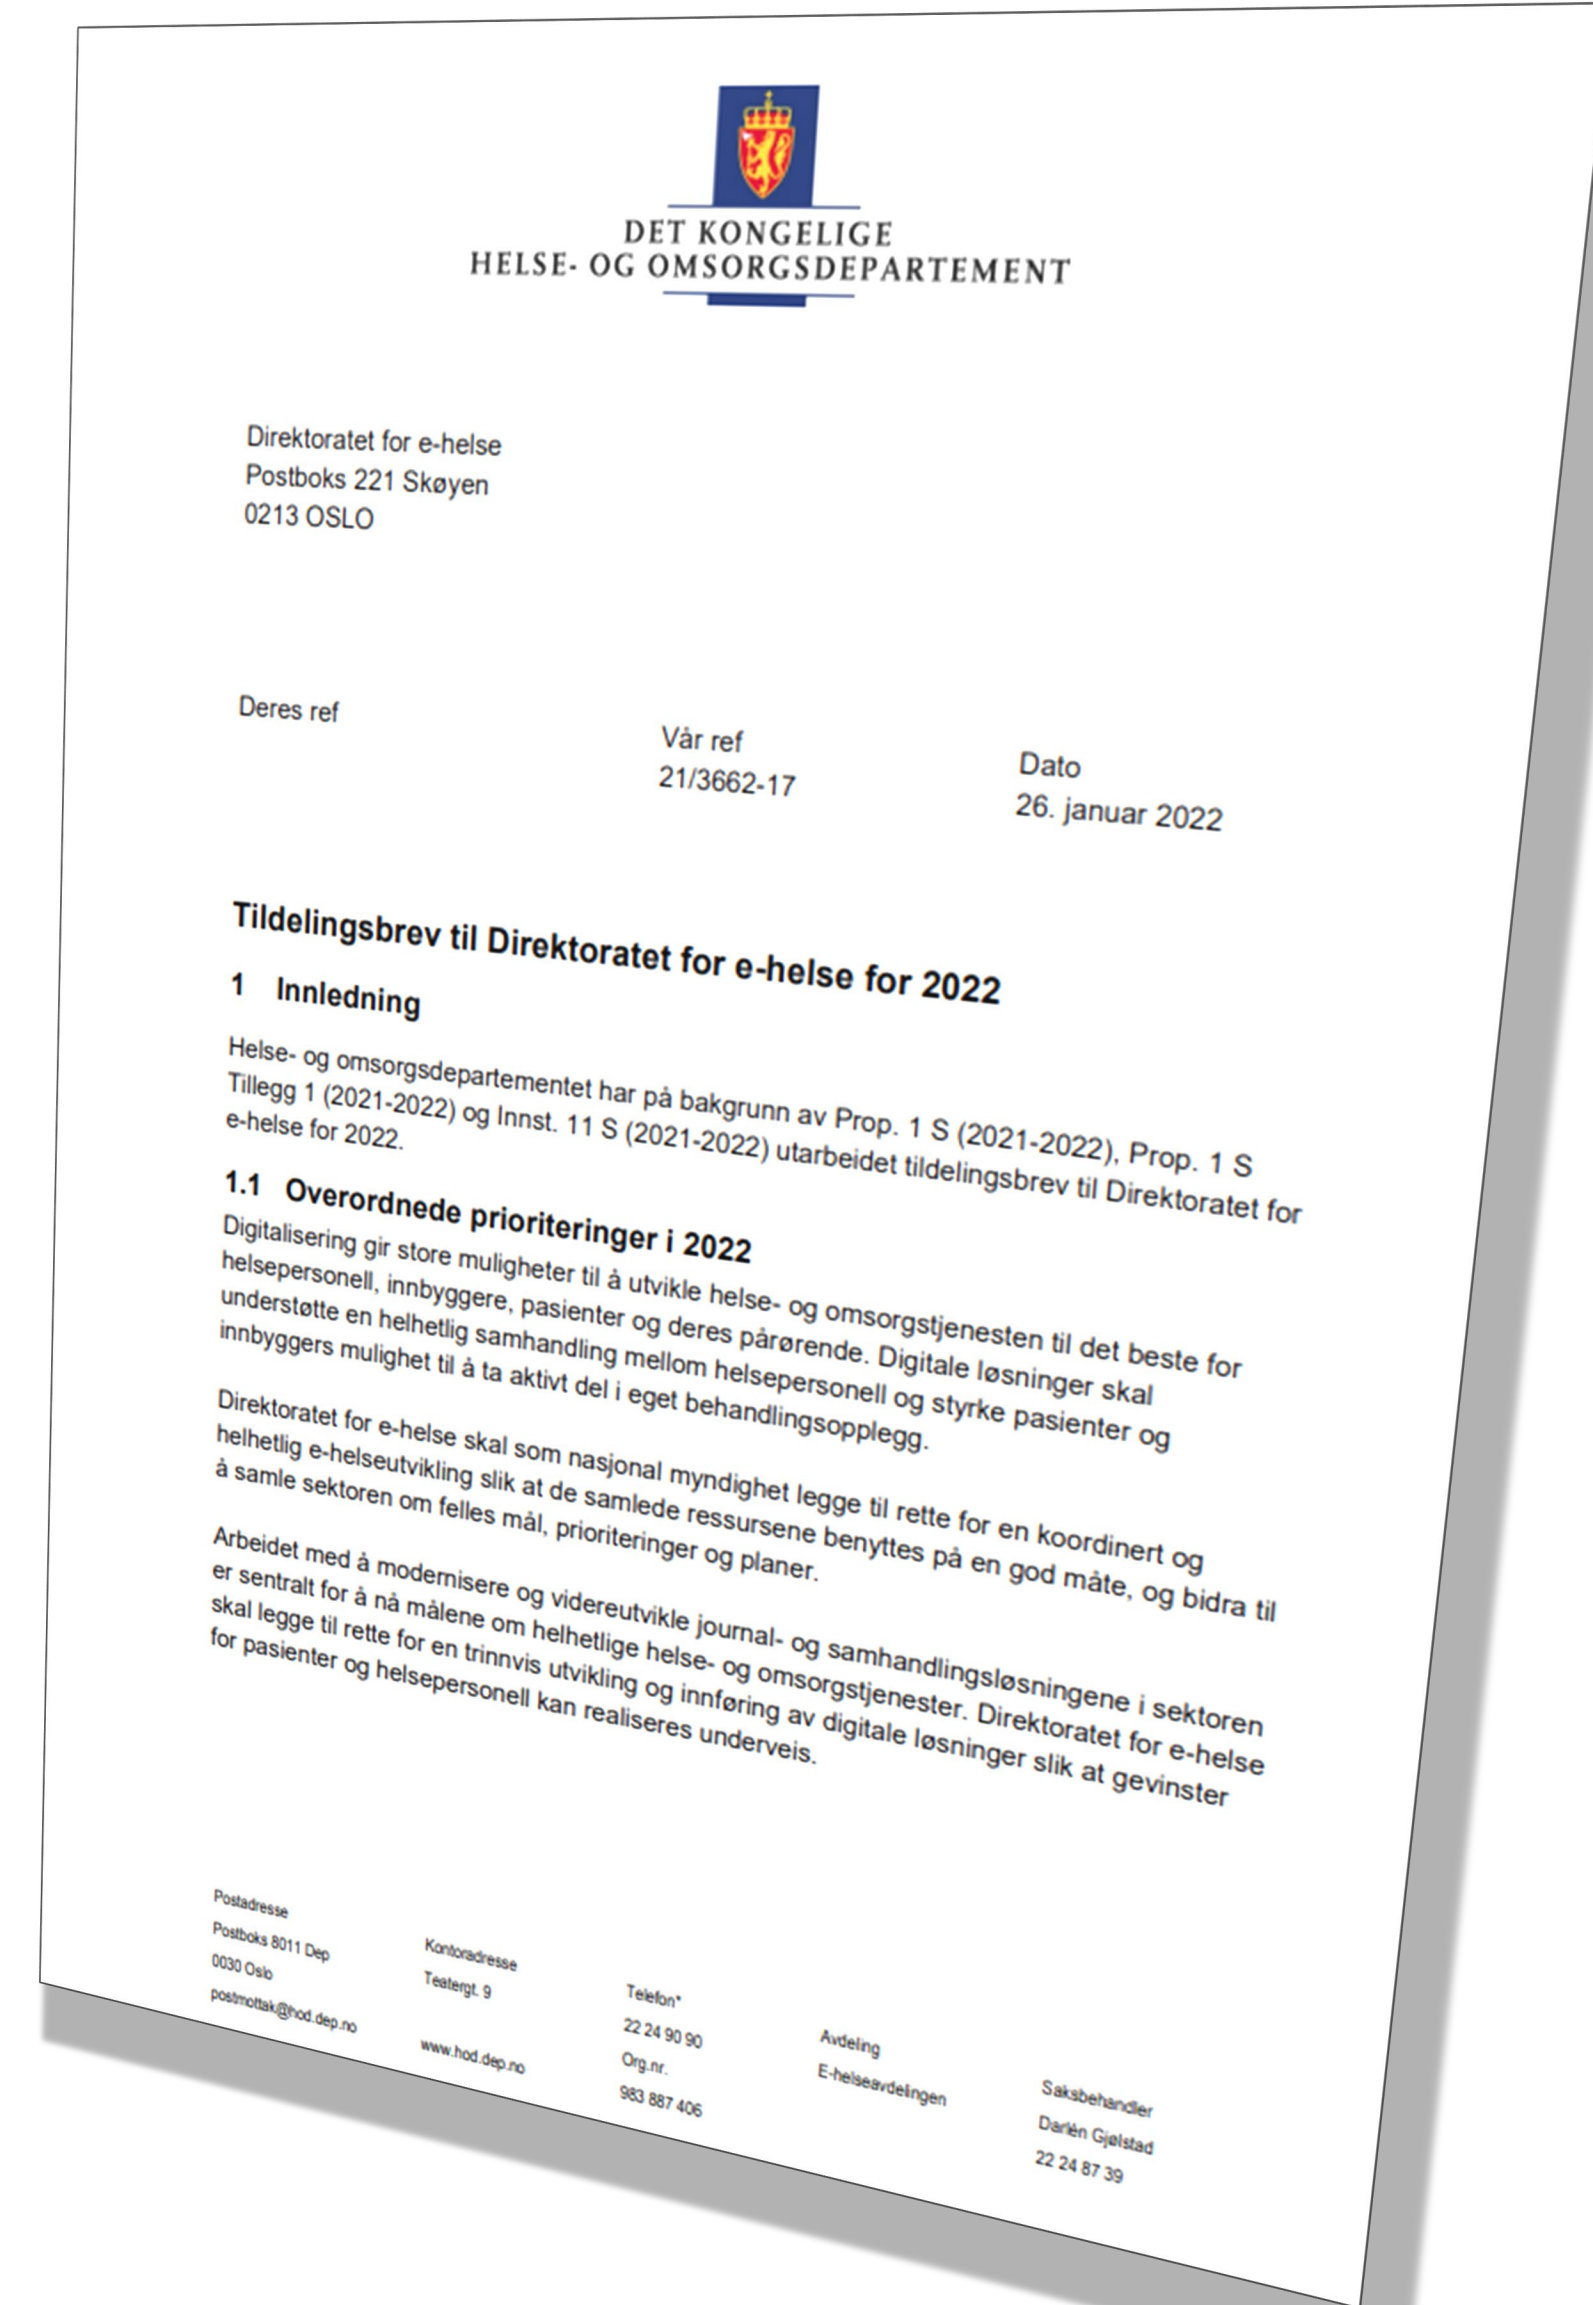 DET KONGELIGE
HELSE- OG OMSORGSDEPARTEMENT
Direktoratet for e-helse
Postboks 221 Skøyen
0213 OSLO
Deres ref
Vår ref
21/3662-17
Dato
26. januar 2022
Tildelingsbrev til Direktoratet for e-helse for 2022
1 Innledning
Helse- og omsorgsdepartementet har på bakgrunn av Prop. 1 S (2021-2022), Prop. 1 S
Tillegg 1 (2021-2022) og Innst. 11 S (2021-2022) utarbeidet tildelingsbrev til Direktoratet for
e-helse for 2022.
1.1 Overordnede prioriteringer i 2022
Digitalisering gir store muligheter til å utvikle helse- og omsorgstjenesten til det beste for
helsepersonell, innbyggere, pasienter og deres pårørende. Digitale løsninger skal
understøtte en helhetlig samhandling mellom helsepersonell og styrke pasienter og
innbyggers mulighet til å ta aktivt del i eget behandlingsopplegg.
Direktoratet for e-helse skal som nasjonal myndighet legge til rette for en koordinert og
helhetlig e-helseutvikling slik at de samlede ressursene benyttes på en god måte, og bidra til
å samle sektoren om felles mål, prioriteringer og planer.
Arbeidet med å modernisere og videreutvikle journal- og samhandlingsløsningene i sektoren
er sentralt for å nå målene om helhetlige helse- og omsorgstjenester. Direktoratet for e-helse
skal legge til rette for en trinnvis utvikling og innføring av digitale løsninger slik at gevinster
for pasienter og helsepersonell kan realiseres underveis.
Postadresse
Postboks 8011 Dep
0030 Oslo
postmottak@hod.dep.no
Kontoradresse
Teatergt. 9
www.hod.dep.no
Telefon*
22 24 90 90
Org.nr.
983 887 406
Avdeling
E-helseavdelingen
Saksbehandler
Darlèn Gjølstad
22 24 87 39